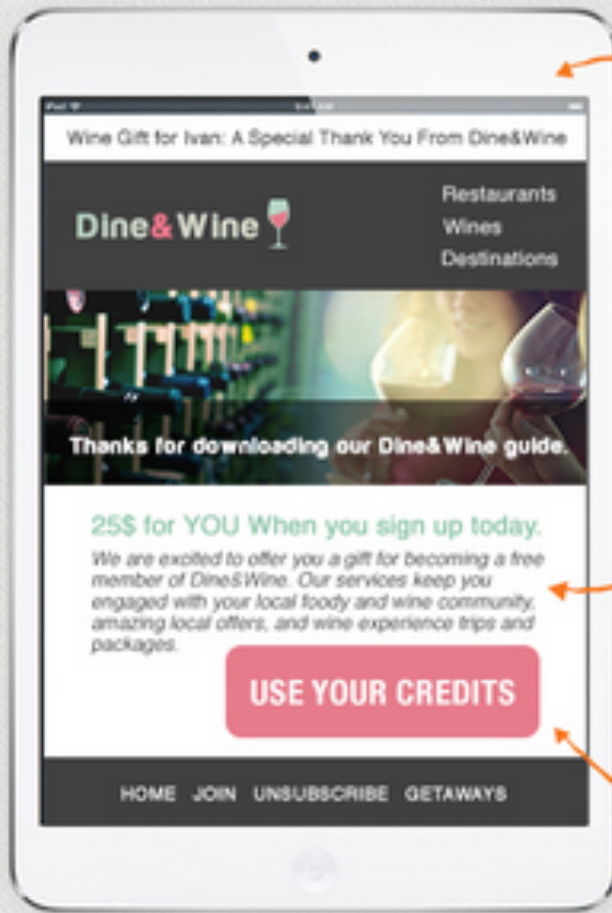 Wine Gift for Ivan: A Special Thank You From Dine&Wine
Dine&Wine
Restaurants
Wines
Destinations
Thanks for downloading our Dine&Wine guide.
25$ for YOU When you sign up today.
We are excited to offer you a gift for becoming a free
member of Dine&Wine. Our services keep you
engaged with your local foody and wine community,
amazing local offers, and wine experience trips and
packages.
USE YOUR CREDITS
HOME JOIN UNSUBSCRIBE GETAWAYS